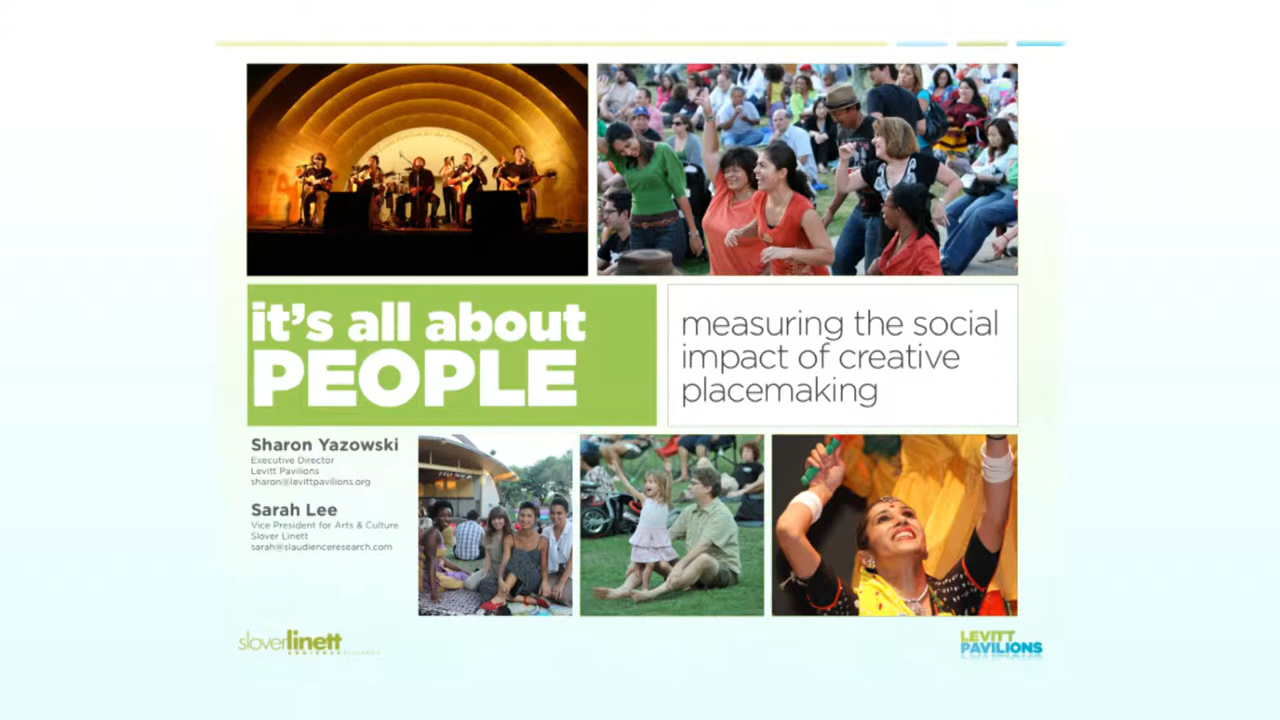 it's all about
PEOPLE
measuring the social
impact of creative
placemaking
Sharon Yazowski
Executive Director
Levitt Pavilions
sharon@levittpavilions.org
Sarah Lee
Vice President for Arts & Culture
Slover Linett
sarah@slaudienceresearch.com
sloverlinett
LEVITT
PAVILIONS